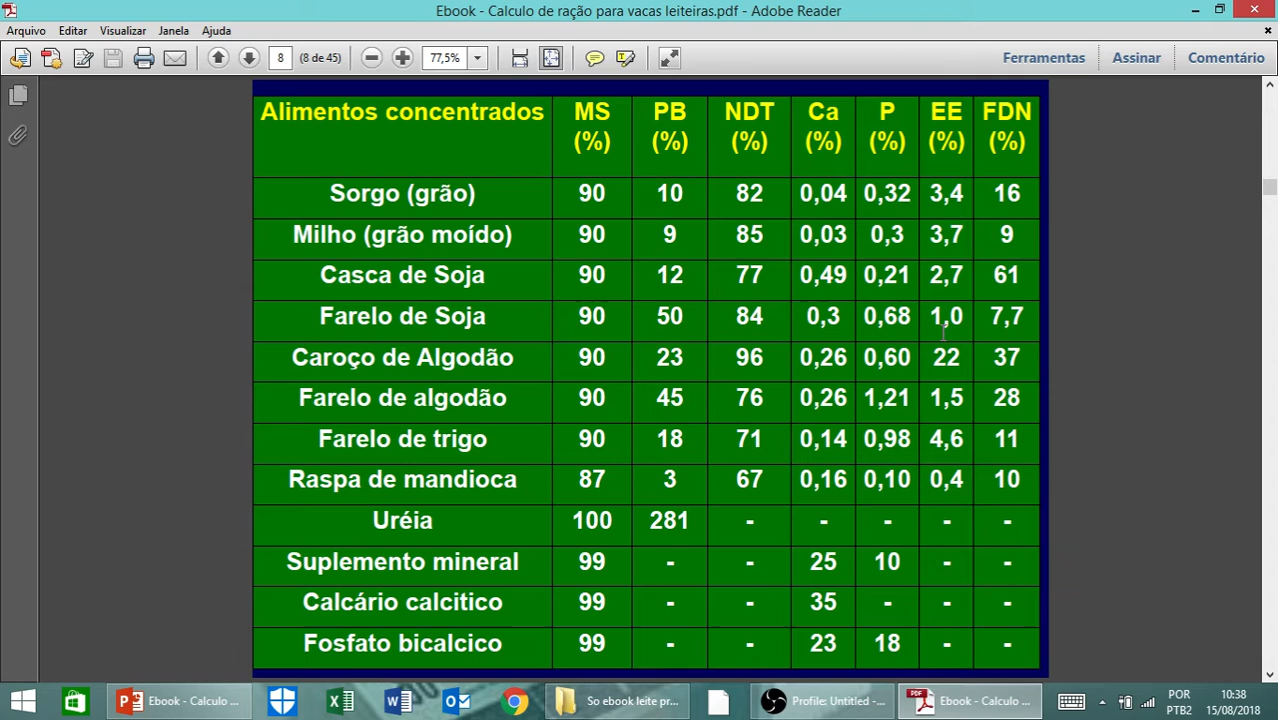 Ebook - Calculo de ração para vacas leiteiras.pdf - Adobe Reader
Arquivo Editar Visualizar Janela Ajuda
8 (8 de 45) 77,5% Ferramentas Assinar Comentário
Alimentos concentrados MS (%) PB (%) NDT (%) Ca (%) P (%) EE (%) FDN (%)
Sorgo (grão) 90 10 82 0,04 0,32 3,4 16
Milho (grão moído) 90 9 85 0,03 0,3 3,7 9
Casca de Soja 90 12 77 0,49 0,21 2,7 61
Farelo de Soja 90 50 84 0,3 0,68 1,0 7,7
Caroço de Algodão 90 23 96 0,26 0,60 22 37
Farelo de algodão 90 45 76 0,26 1,21 1,5 28
Farelo de trigo 90 18 71 0,14 0,98 4,6 11
Raspa de mandioca 87 3 67 0,16 0,10 0,4 10
Uréia 100 281 - - - - -
Suplemento mineral 99 - - 25 10 - -
Calcário calcitico 99 - - 35 - - -
Fosfato bicalcico 99 - - 23 18 - -
Ebook - Calculo ... So ebook leite pr... Profile: Untitled -... Ebook - Calculo ... POR 10:38
PTB2 15/08/2018